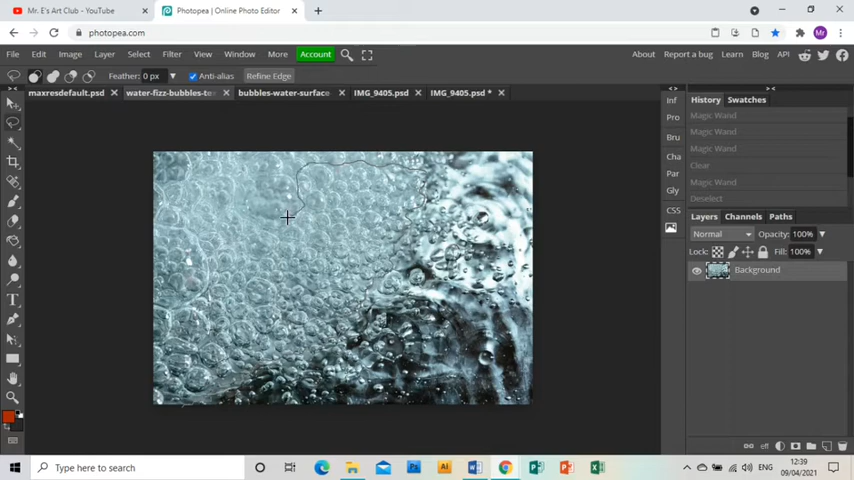 Mr. E's Art Club - YouTube
Photopea | Online Photo Editor
photopea.com
File Edit Image Layer Select Filter View Window More Account
About Report a bug Learn Blog API
Feather: 0 px Anti-alias Refine Edge
maxresdefault.psd water-fizz-bubbles-te bubbles-water-surface IMG_9405.psd IMG_9405.psd *
Inf
Pro
Bru
Cha
Par
Gly
CSS
History Swatches
Magic Wand
Magic Wand
Magic Wand
Clear
Magic Wand
Deselect
Layers Channels Paths
Normal Opacity: 100%
Lock: Fill: 100%
Background
eff
Type here to search
ENG
12:39
09/04/2021